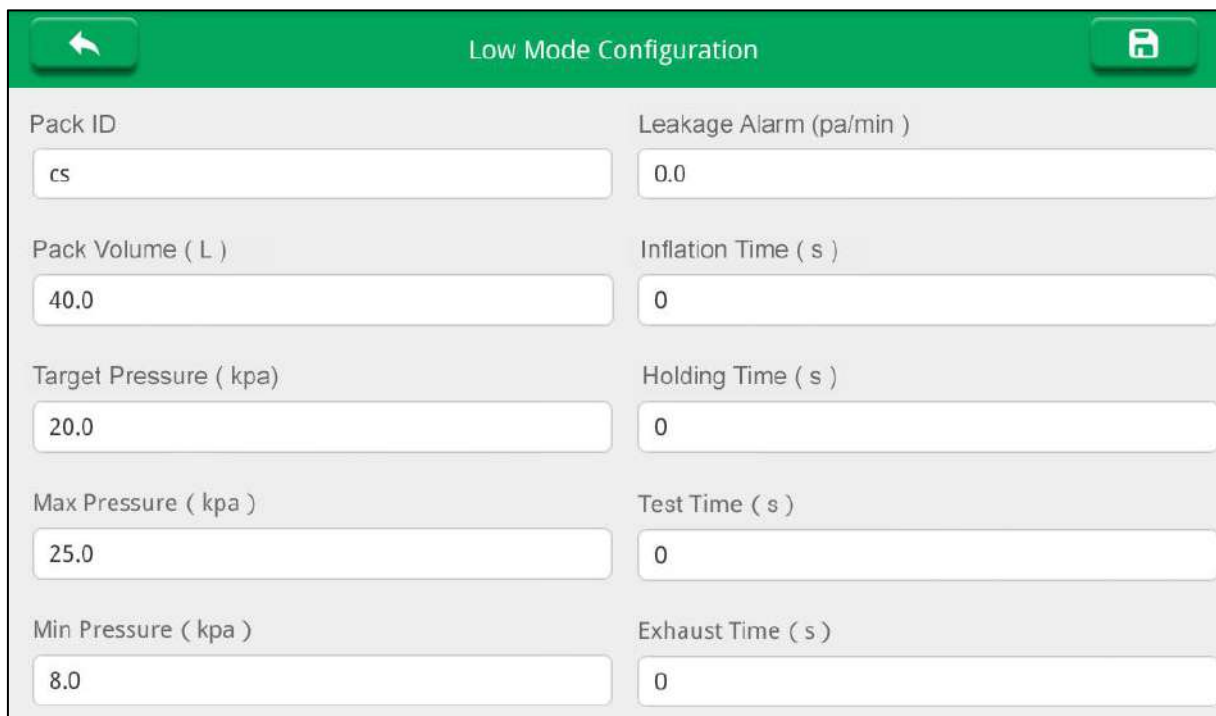 Low Mode Configuration
Pack ID
cs
Pack Volume ( L )
40.0
Target Pressure ( kpa)
20.0
Max Pressure ( kpa )
25.0
Min Pressure ( kpa )
8.0
Leakage Alarm (pa/min )
0.0
Inflation Time ( s )
0
Holding Time ( s )
0
Test Time ( s )
0
Exhaust Time ( s )
0